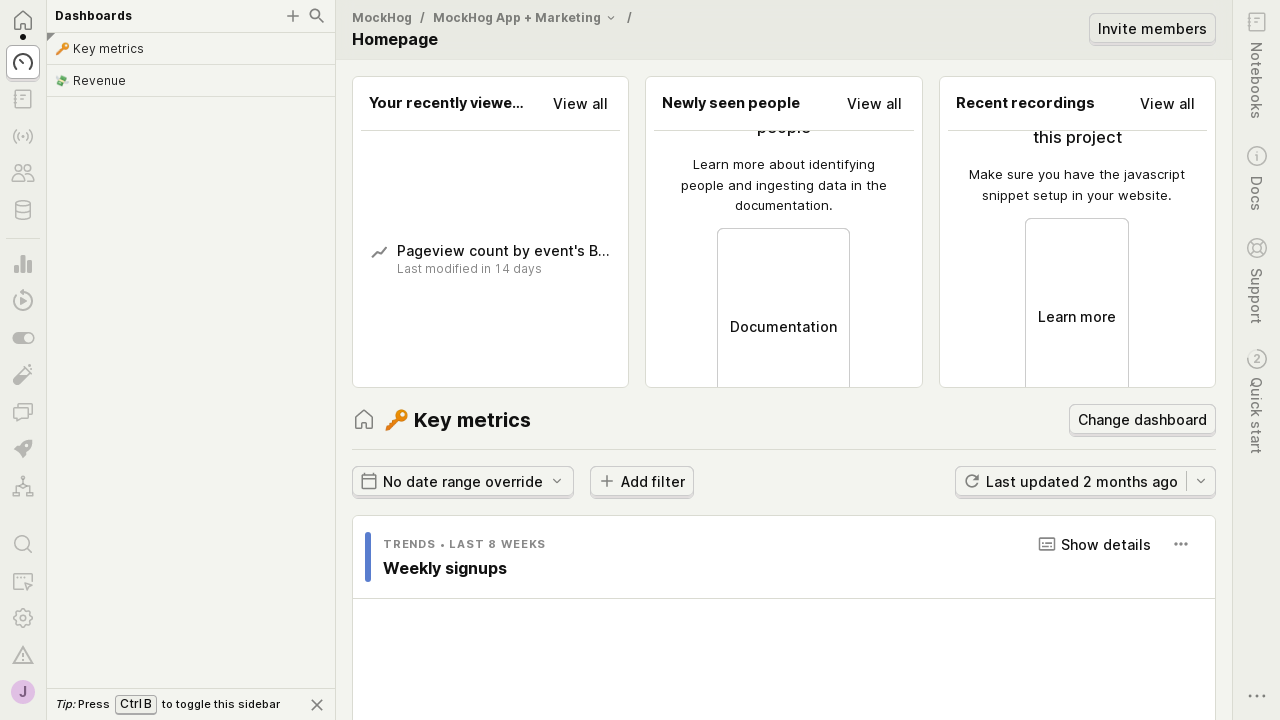 Dashboards
🔑 Key metrics
💸 Revenue
J
Tip: Press Ctrl B to toggle this sidebar
MockHog / MockHog App + Marketing /
Homepage
Invite members
Your recently viewe...
View all
Pageview count by event's B...
Last modified in 14 days
Newly seen people
View all
people
Learn more about identifying
people and ingesting data in the
documentation.
Documentation
Recent recordings
View all
this project
Make sure you have the javascript
snippet setup in your website.
Learn more
🔑 Key metrics
Change dashboard
No date range override
Add filter
Last updated 2 months ago
TRENDS • LAST 8 WEEKS
Weekly signups
Show details
Notebooks
Docs
Support
2
Quick start